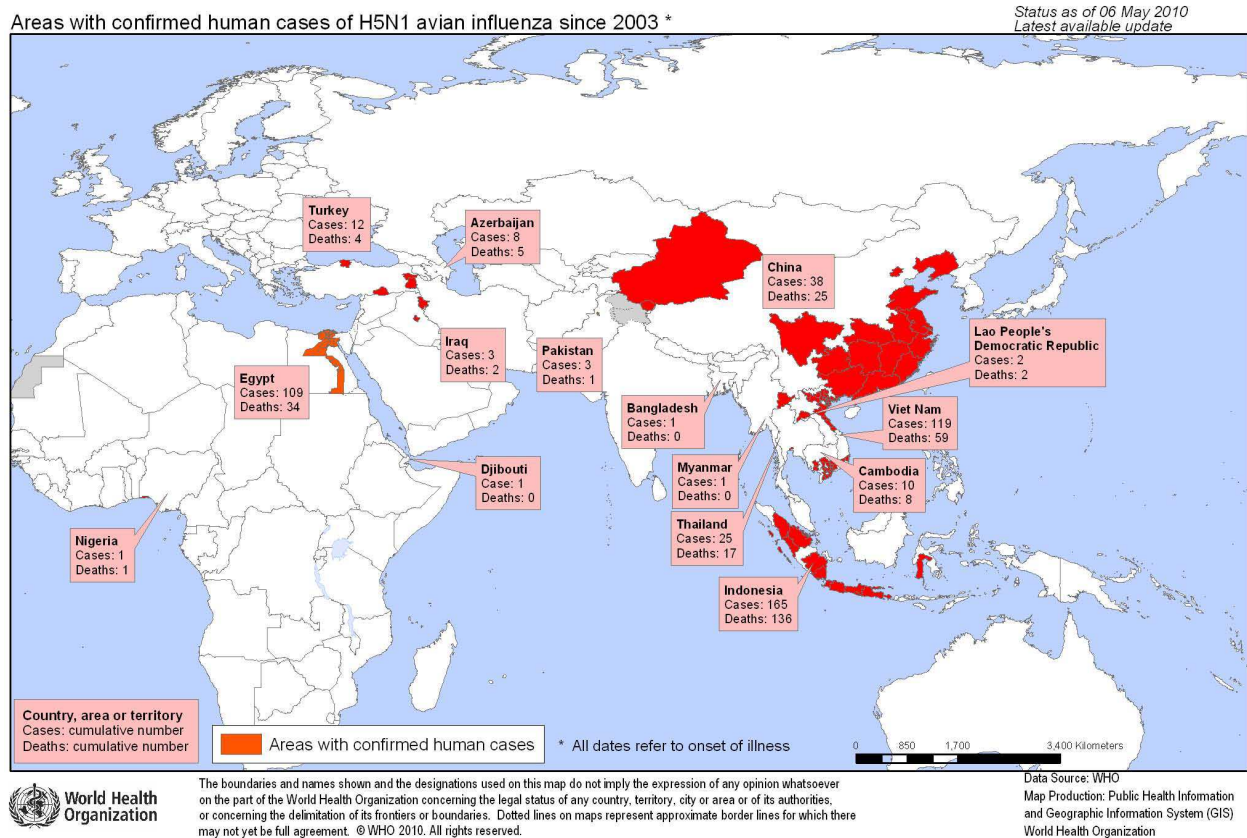 Areas with confirmed human cases of H5N1 avian influenza since 2003 *
Status as of 06 May 2010
Latest available update
Turkey
Cases: 12
Deaths: 4
Azerbaijan
Cases: 8
Deaths: 5
China
Cases: 38
Deaths: 25
Lao People's
Democratic Republic
Cases: 2
Deaths: 2
Iraq
Cases: 3
Deaths: 2
Pakistan
Cases: 3
Deaths: 1
Egypt
Cases: 109
Deaths: 34
Bangladesh
Cases: 1
Deaths: 0
Viet Nam
Cases: 119
Deaths: 59
Djibouti
Case: 1
Deaths: 0
Myanmar
Cases: 1
Deaths: 0
Cambodia
Cases: 10
Deaths: 8
Nigeria
Cases: 1
Deaths: 1
Thailand
Cases: 25
Deaths: 17
Indonesia
Cases: 165
Deaths: 136
Country, area or territory
Cases: cumulative number
Deaths: cumulative number
Areas with confirmed human cases
* All dates refer to onset of illness
0 850 1,700 3,400 Kilometers
World Health
Organization
The boundaries and names shown and the designations used on this map do not imply the expression of any opinion whatsoever
on the part of the World Health Organization concerning the legal status of any country, territory, city or area or of its authorities,
or concerning the delimitation of its frontiers or boundaries. Dotted lines on maps represent approximate border lines for which there
may not yet be full agreement. © WHO 2010. All rights reserved.
Data Source: WHO
Map Production: Public Health Information
and Geographic Information System (GIS)
World Health Organization